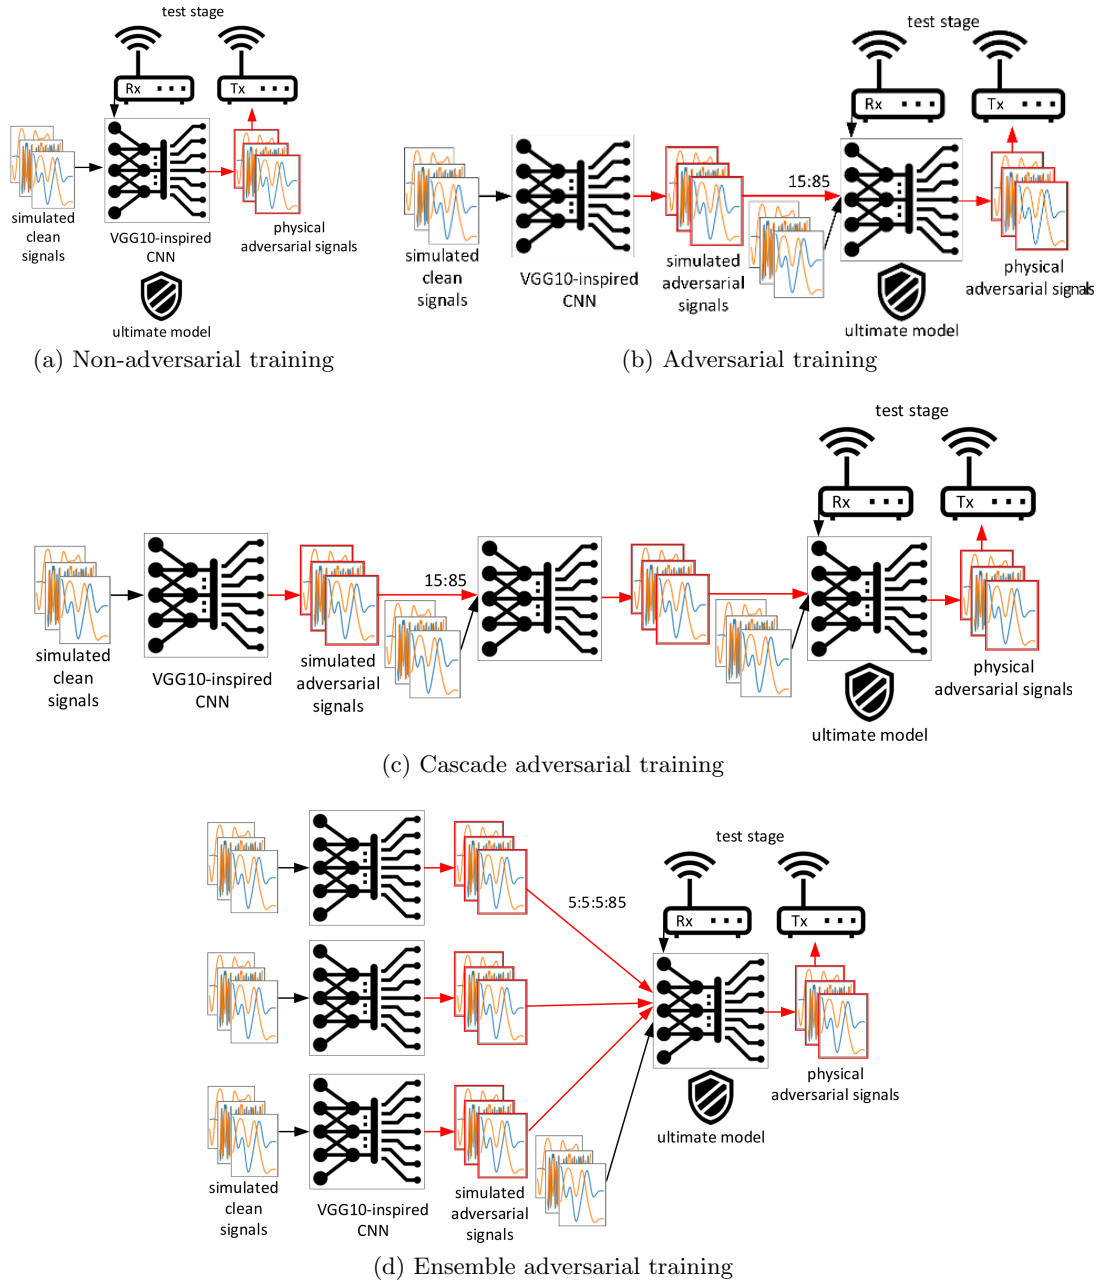 test stage
Rx
Tx
simulated
clean
signals
VGG10-inspired
CNN
physical
adversarial signals
ultimate model
(a) Non-adversarial training
test stage
Rx
Tx
15:85
simulated
clean
signals
VGG10-inspired
CNN
simulated
adversarial
signals
physical
adversarial signals
ultimate model
(b) Adversarial training
test stage
Rx
Tx
15:85
simulated
clean
signals
VGG10-inspired
CNN
simulated
adversarial
signals
physical
adversarial signals
ultimate model
(c) Cascade adversarial training
test stage
5:5:5:85
Rx
Tx
physical
adversarial signals
ultimate model
simulated
clean
signals
VGG10-inspired
CNN
simulated
adversarial
signals
(d) Ensemble adversarial training